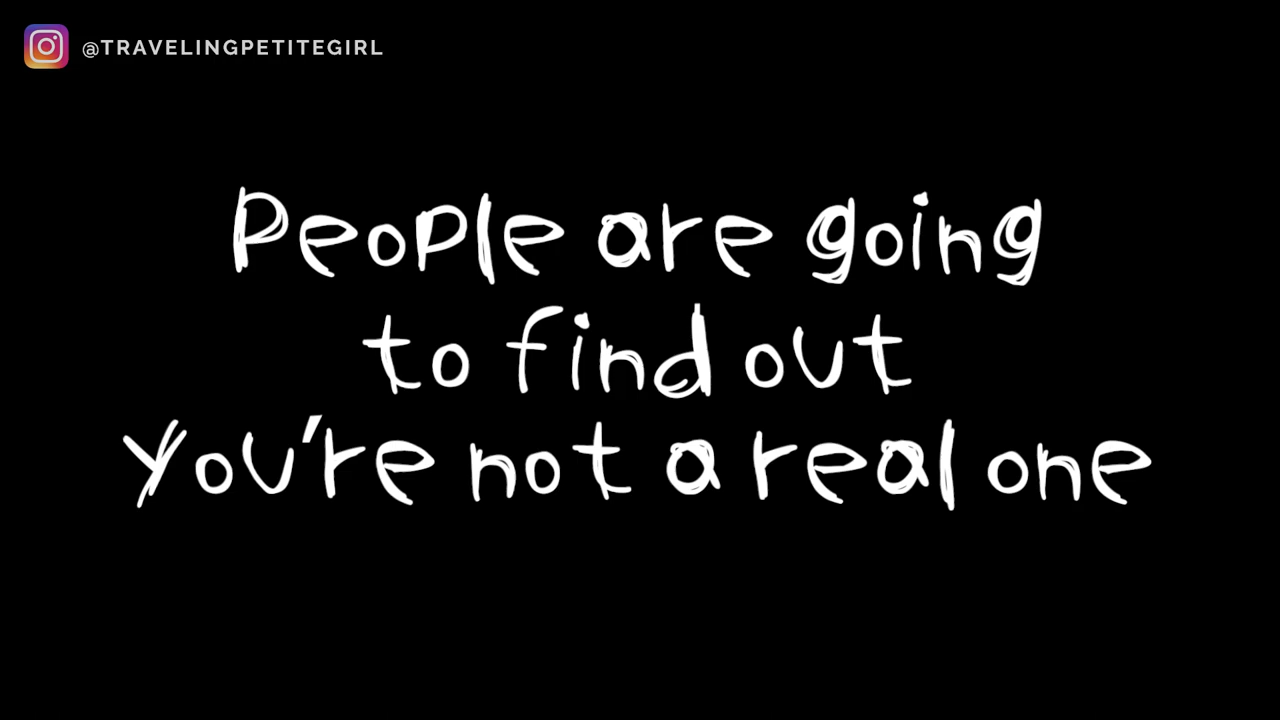 @TRAVELINGPETITEGIRL
People are going
to find out
You're not a real one